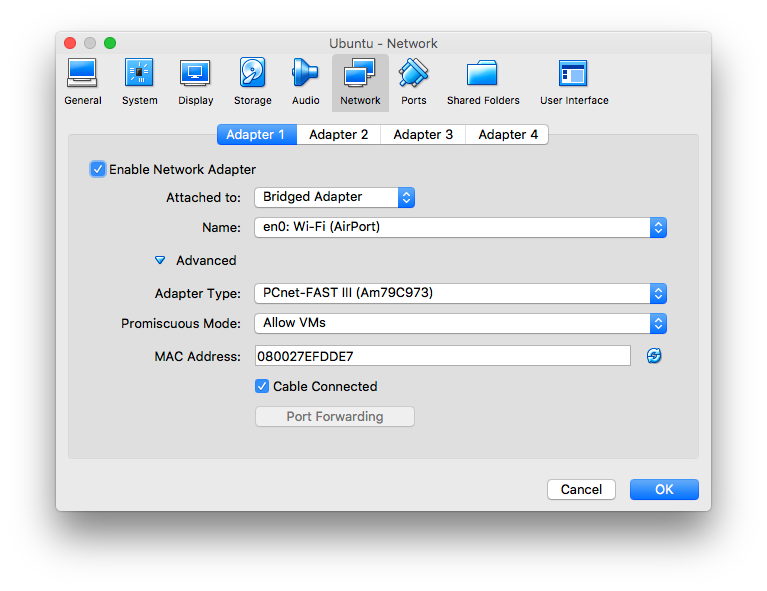 Ubuntu - Network
General System Display Storage Audio Network Ports Shared Folders User Interface
Adapter 1 Adapter 2 Adapter 3 Adapter 4
Enable Network Adapter
Attached to: Bridged Adapter
Name: en0: Wi-Fi (AirPort)
Advanced
Adapter Type: PCnet-FAST III (Am79C973)
Promiscuous Mode: Allow VMs
MAC Address: 080027EFDDE7
Cable Connected
Port Forwarding
Cancel OK